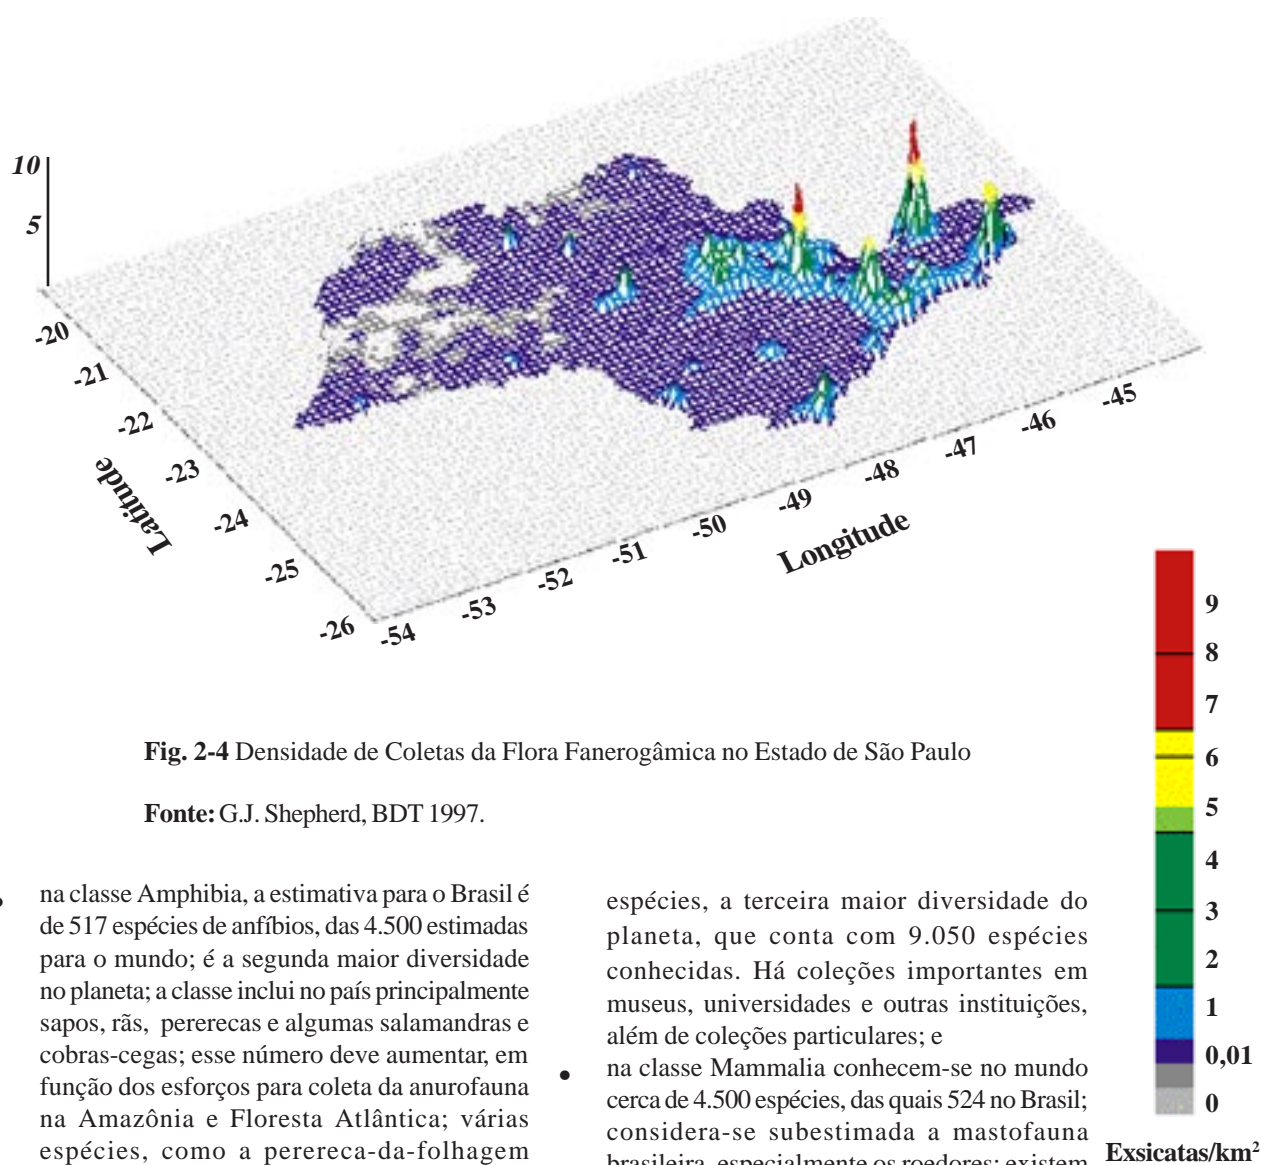 10
5
-20
-21
-22
-23
-24
-25
-26
Latitude
-54
-53
-52
-51
-50
-49
-48
-47
-46
-45
Longitude
9
8
7
6
5
4
3
2
1
0,01
0
Exsicatas/km²
Fig. 2-4 Densidade de Coletas da Flora Fanerogâmica no Estado de São Paulo
Fonte: G.J. Shepherd, BDT 1997.
• na classe Amphibia, a estimativa para o Brasil é
de 517 espécies de anfíbios, das 4.500 estimadas
para o mundo; é a segunda maior diversidade
no planeta; a classe inclui no país principalmente
sapos, rãs, pererecas e algumas salamandras e
cobras-cegas; esse número deve aumentar, em
função dos esforços para coleta da anurofauna
na Amazônia e Floresta Atlântica; várias
espécies, como a perereca-da-folhagem
espécies, a terceira maior diversidade do
planeta, que conta com 9.050 espécies
conhecidas. Há coleções importantes em
museus, universidades e outras instituições,
além de coleções particulares; e
• na classe Mammalia conhecem-se no mundo
cerca de 4.500 espécies, das quais 524 no Brasil;
considera-se subestimada a mastofauna
brasileira, especialmente os roedores; existem